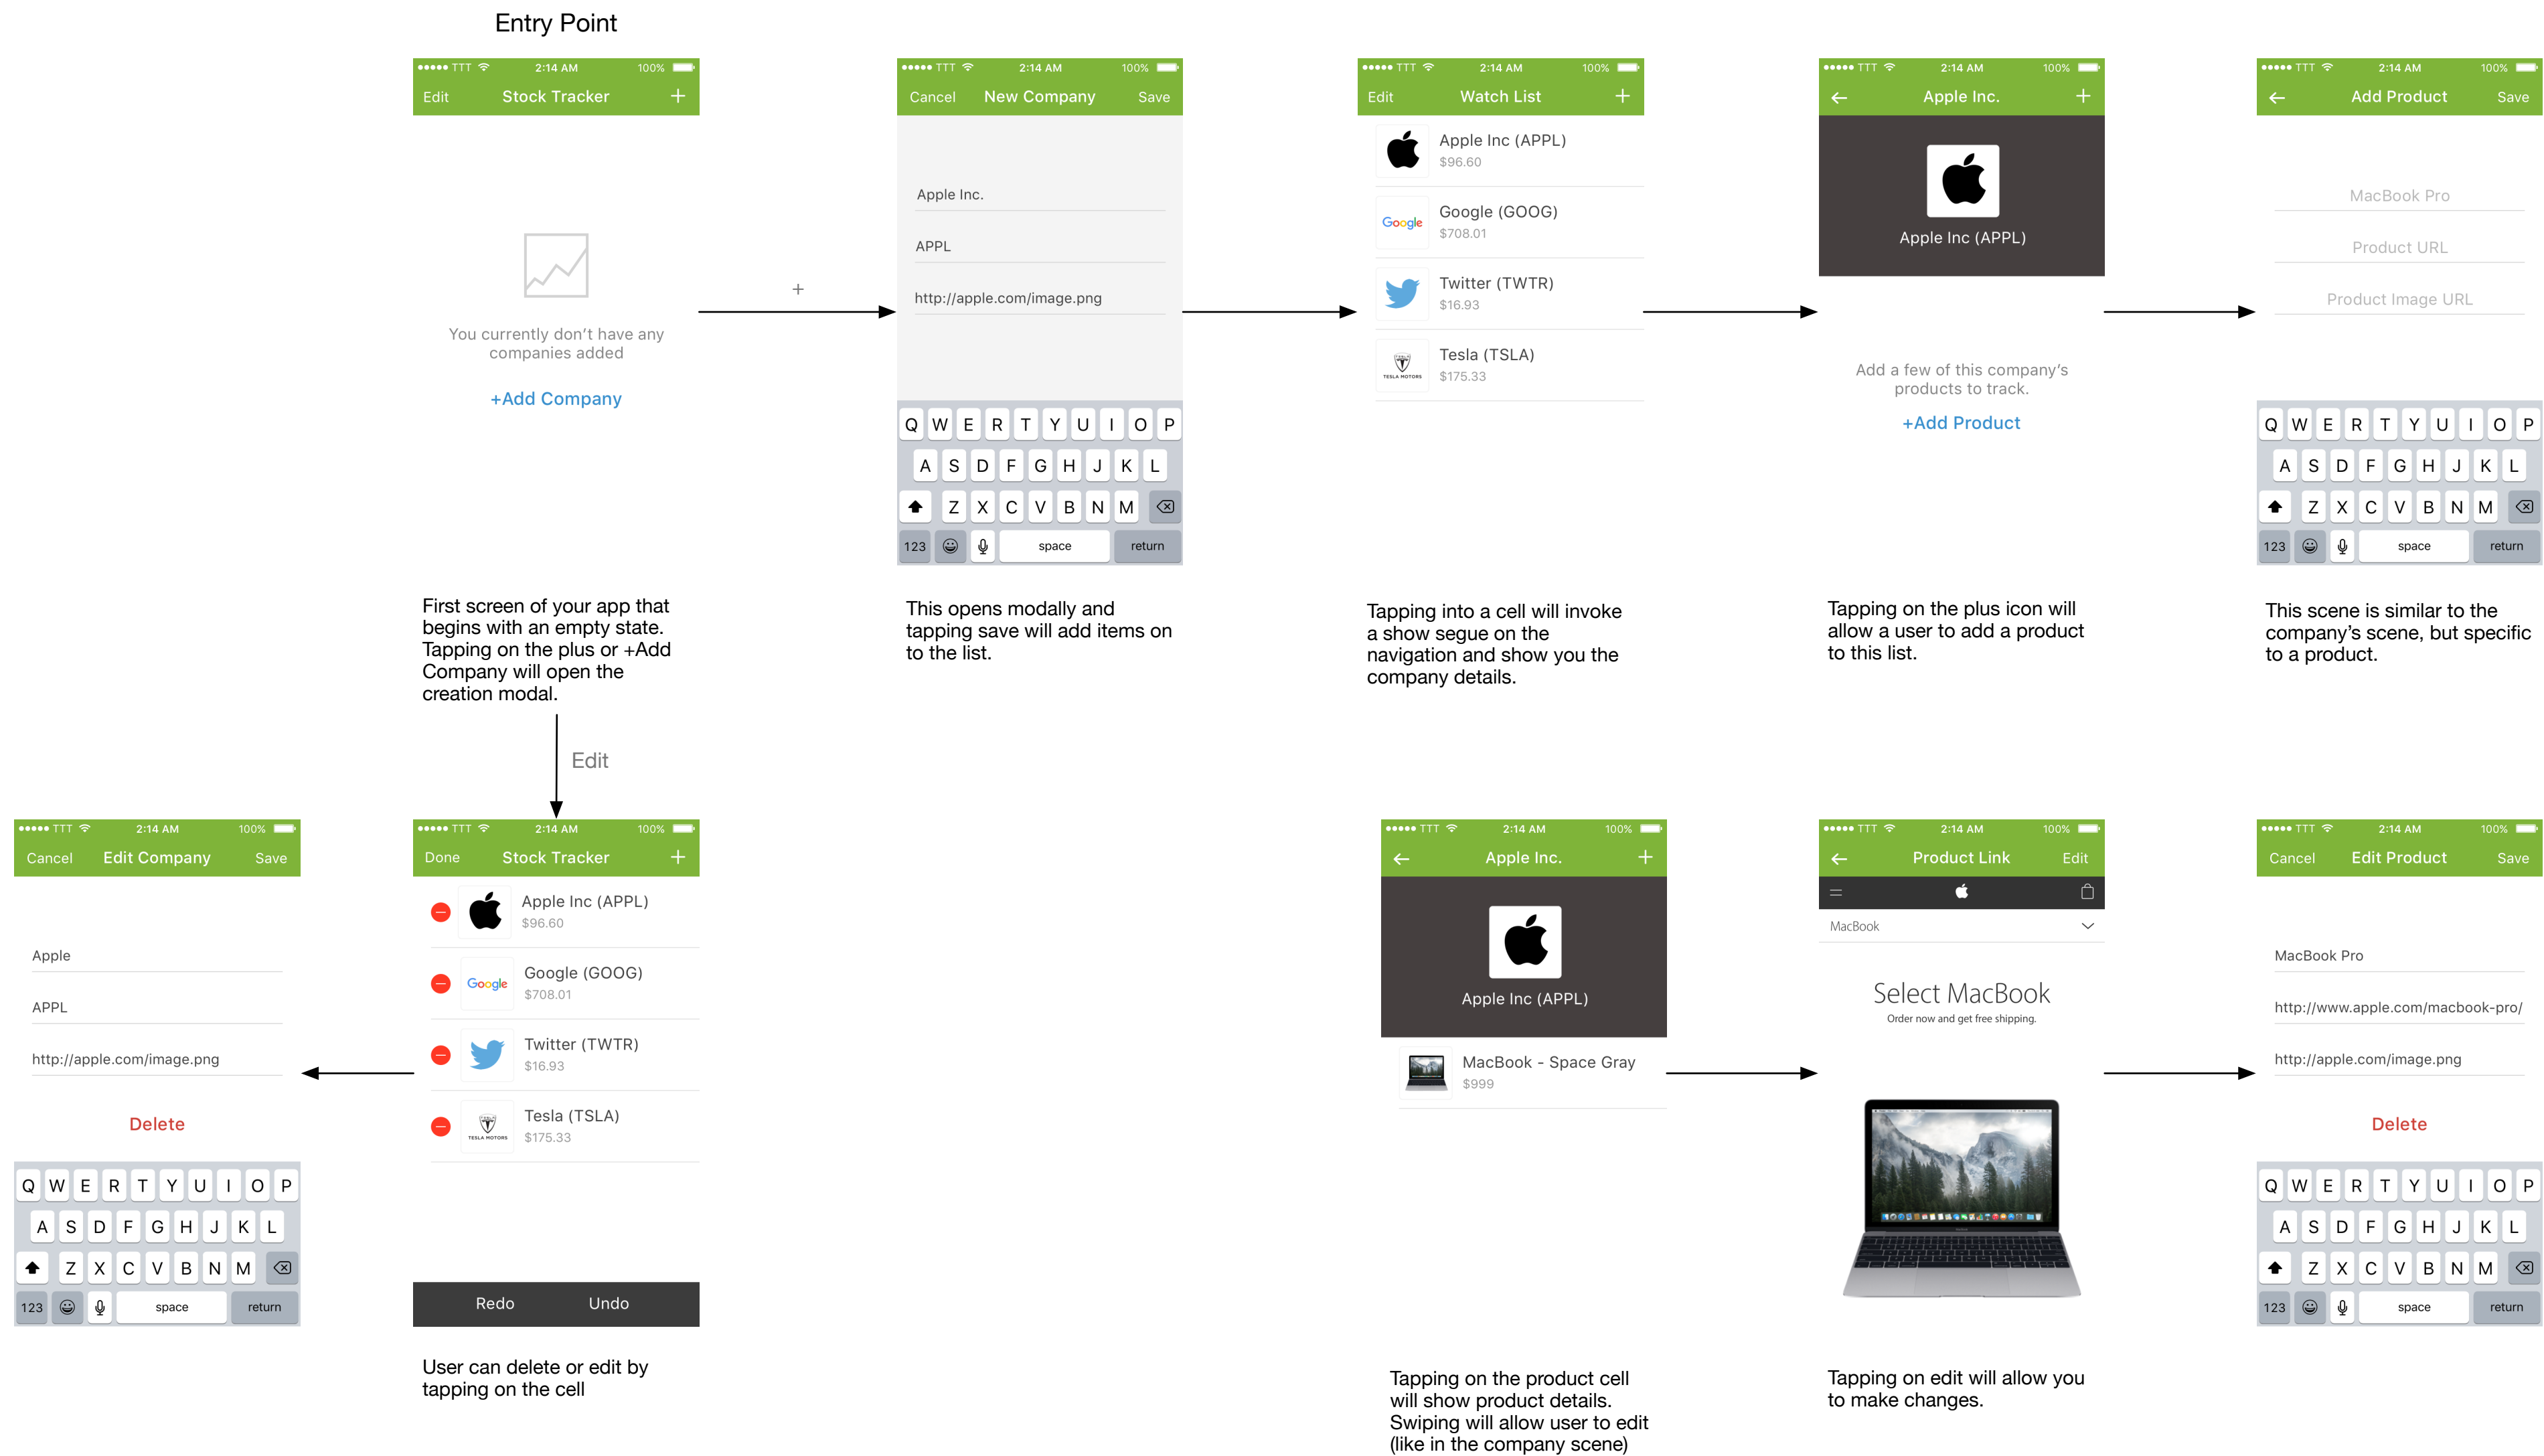 Entry Point
TTT 2:14 AM 100%
Edit Stock Tracker +
You currently don't have any
companies added
+Add Company
First screen of your app that
begins with an empty state.
Tapping on the plus or +Add
Company will open the
creation modal.
+
TTT 2:14 AM 100%
Cancel New Company Save
Apple Inc.
APPL
http://apple.com/image.png
Q W E R T Y U I O P
A S D F G H J K L
Z X C V B N M
123 space return
This opens modally and
tapping save will add items on
to the list.
TTT 2:14 AM 100%
Edit Watch List +
Apple Inc (APPL)
$96.60
Google
Google (GOOG)
$708.01
Twitter (TWTR)
$16.93
TESLA MOTORS
Tesla (TSLA)
$175.33
Tapping into a cell will invoke
a show segue on the
navigation and show you the
company details.
TTT 2:14 AM 100%
Apple Inc. +
Apple Inc (APPL)
Add a few of this company's
products to track.
+Add Product
Tapping on the plus icon will
allow a user to add a product
to this list.
TTT 2:14 AM 100%
Add Product Save
MacBook Pro
Product URL
Product Image URL
Q W E R T Y U I O P
A S D F G H J K L
Z X C V B N M
123 space return
This scene is similar to the
company's scene, but specific
to a product.
Edit
TTT 2:14 AM 100%
Cancel Edit Company Save
Apple
APPL
http://apple.com/image.png
Delete
Q W E R T Y U I O P
A S D F G H J K L
Z X C V B N M
123 space return
TTT 2:14 AM 100%
Done Stock Tracker +
Apple Inc (APPL)
$96.60
Google
Google (GOOG)
$708.01
Twitter (TWTR)
$16.93
TESLA MOTORS
Tesla (TSLA)
$175.33
Redo Undo
User can delete or edit by
tapping on the cell
TTT 2:14 AM 100%
Apple Inc. +
Apple Inc (APPL)
MacBook - Space Gray
$999
Tapping on the product cell
will show product details.
Swiping will allow user to edit
(like in the company scene)
TTT 2:14 AM 100%
Product Link Edit
MacBook
Select MacBook
Order now and get free shipping.
Tapping on edit will allow you
to make changes.
TTT 2:14 AM 100%
Cancel Edit Product Save
MacBook Pro
http://www.apple.com/macbook-pro/
http://apple.com/image.png
Delete
Q W E R T Y U I O P
A S D F G H J K L
Z X C V B N M
123 space return